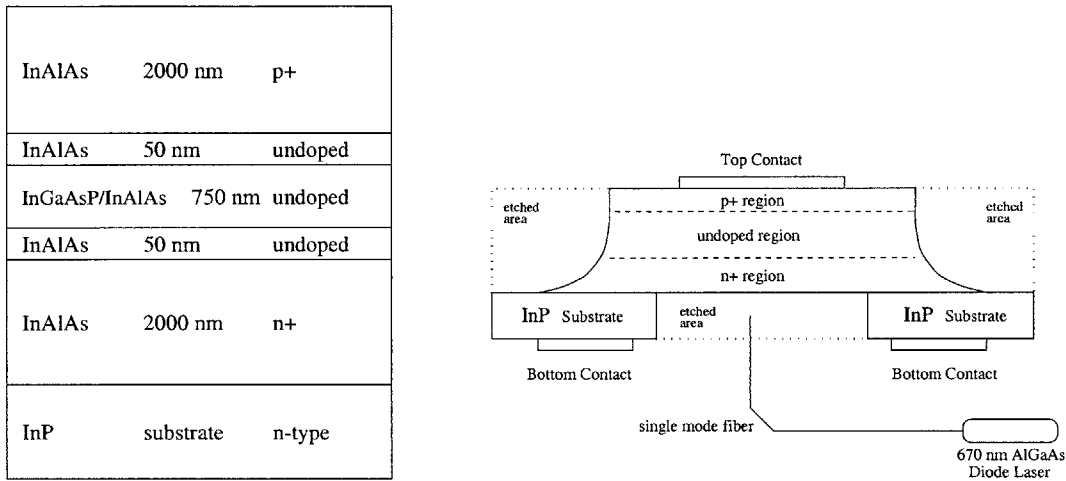 InAlAs 2000 nm p+
InAlAs 50 nm undoped
InGaAsP/InAlAs 750 nm undoped
InAlAs 50 nm undoped
InAlAs 2000 nm n+
InP substrate n-type
Top Contact
etched
area
p+ region
etched
area
undoped region
n+ region
InP Substrate
etched
area
InP Substrate
Bottom Contact
Bottom Contact
single mode fiber
670 nm AlGaAs
Diode Laser